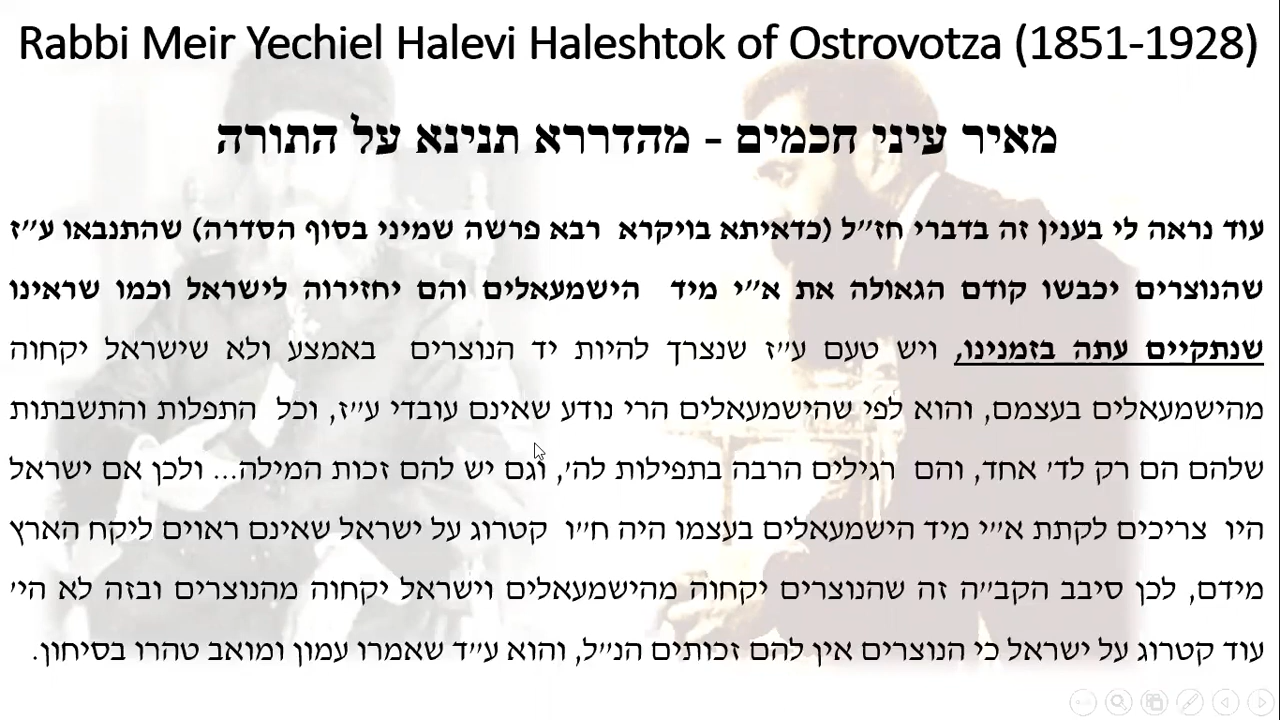 Rabbi Meir Yechiel Halevi Haleshtok of Ostrovotza (1851-1928)
מאיר עיני חכמים - מהדררא תנינא על התורה
עוד נראה לי בענין זה בדברי חז״ל (כדאיתא בויקרא רבא פרשה שמיני בסוף הסדרה) שהתנבאו ע״ז
שהנוצרים יכבשו קודם הגאולה את א״י מיד הישמעאלים והם יחזירוה לישראל וכמו שראינו
שנתקיים עתה בזמנינו, ויש טעם ע״ז שנצרך להיות יד הנוצרים באמצע ולא שישראל יקחוה
מהישמעאלים בעצמם, והוא לפי שהישמעאלים הרי נודע שאינם עובדי ע״ז, וכל התפלות והתשבתות
שלהם הם רק לד׳ אחד, והם רגילים הרבה בתפילות לה׳, וגם יש להם זכות המילה... ולכן אם ישראל
היו צריכים לקתת א״י מיד הישמעאלים בעצמו היה ח״ו קטרוג על ישראל שאינם ראוים ליקח הארץ
מידם, לכן סיבב הקב״ה זה שהנוצרים יקחוה מהישמעאלים וישראל יקחוה מהנוצרים ובזה לא הי׳
עוד קטרוג על ישראל כי הנוצרים אין להם זכותים הנ״ל, והוא ע״ד שאמרו עמון ומואב טהרו בסיחון.